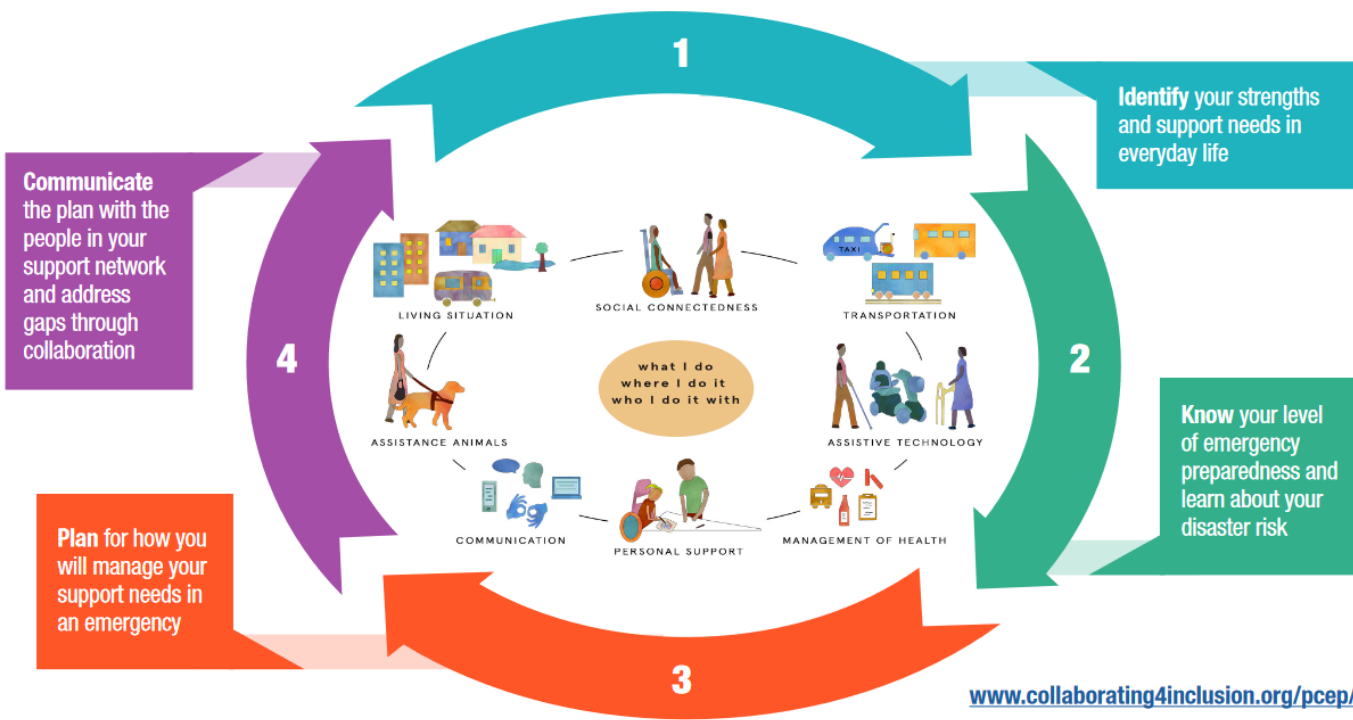 1
Identify your strengths
and support needs in
everyday life
2
Know your level
of emergency
preparedness and
learn about your
disaster risk
3
Plan for how you
will manage your
support needs in
an emergency
4
Communicate
the plan with the
people in your
support network
and address
gaps through
collaboration
LIVING SITUATION
SOCIAL CONNECTEDNESS
TAXI
TRANSPORTATION
what I do
where I do it
who I do it with
ASSISTANCE ANIMALS
ASSISTIVE TECHNOLOGY
COMMUNICATION
PERSONAL SUPPORT
MANAGEMENT OF HEALTH
www.collaborating4inclusion.org/pcep/